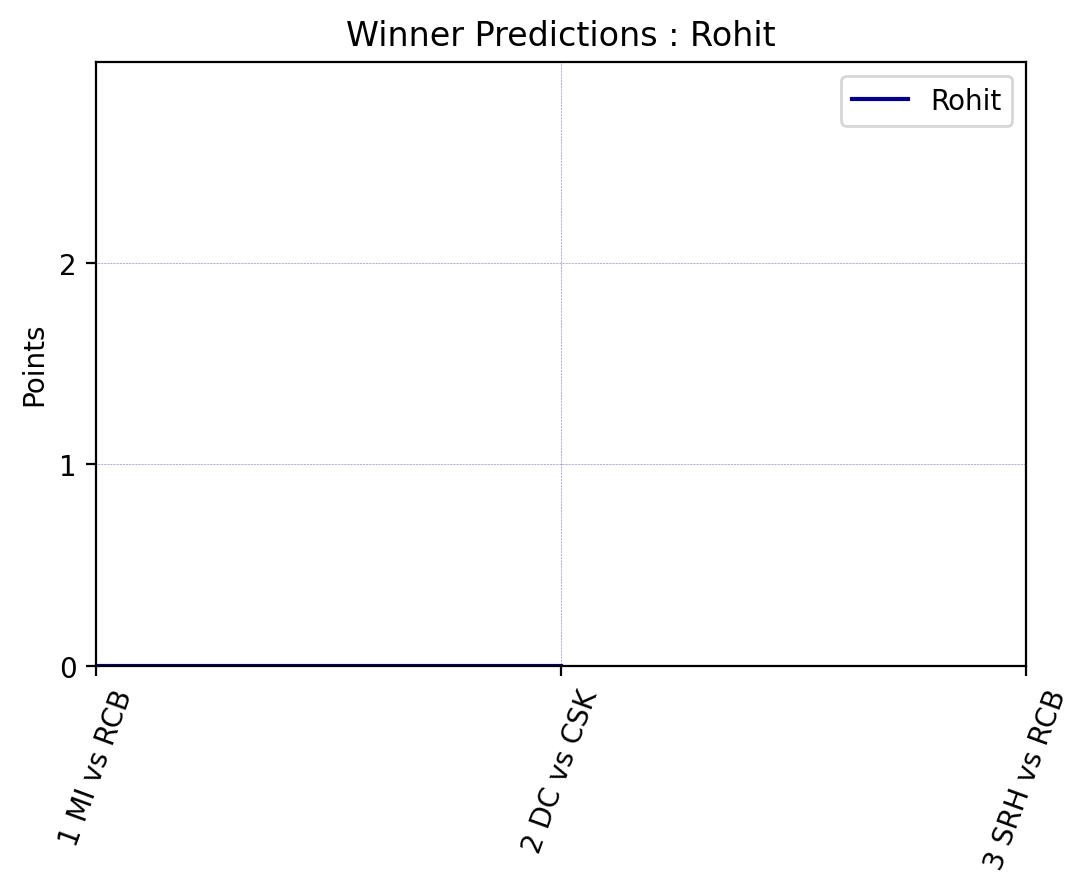 Winner Predictions : Rohit
Rohit
Points
2
1
0
1 MI vs RCB
2 DC vs CSK
3 SRH vs RCB